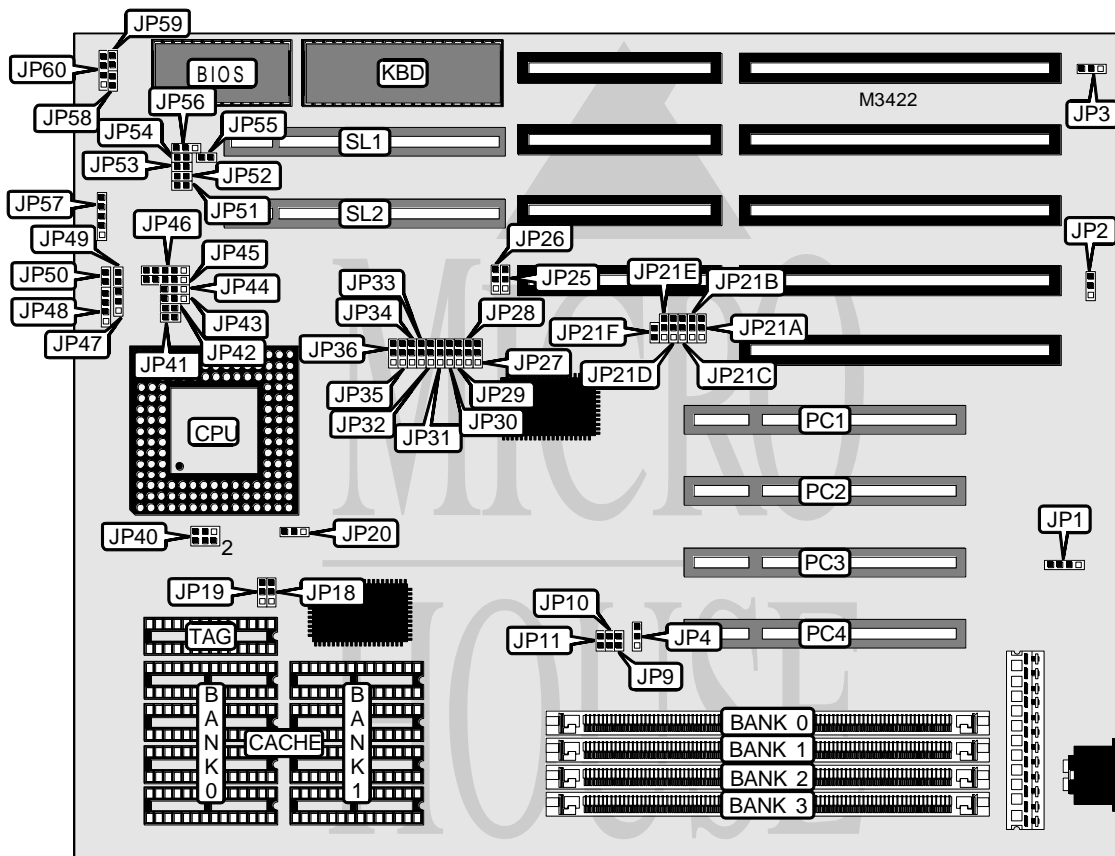 JP59
JP60
BIOS
KBD
M3422
JP3
JP58
JP56
JP55
JP54
SL1
JP53
JP52
JP57
JP51
SL2
JP46
JP49
JP45
JP26
JP2
JP50
JP44
JP25
JP21E
JP21B
JP33
JP48
JP43
JP34
JP28
JP21F
JP21A
JP47
JP42
JP36
JP27
JP41
JP21D
JP21C
JP35
JP29
JP32
JP31
JP30
CPU
PC1
PC2
MICRO
JP40
2
JP20
JP1
PC3
JP19
JP18
JP10
TAG
JP11
JP4
PC4
JP9
HOUSE
BANK 0
BANK 1
CACHE
BANK 0
BANK 1
BANK 2
BANK 3